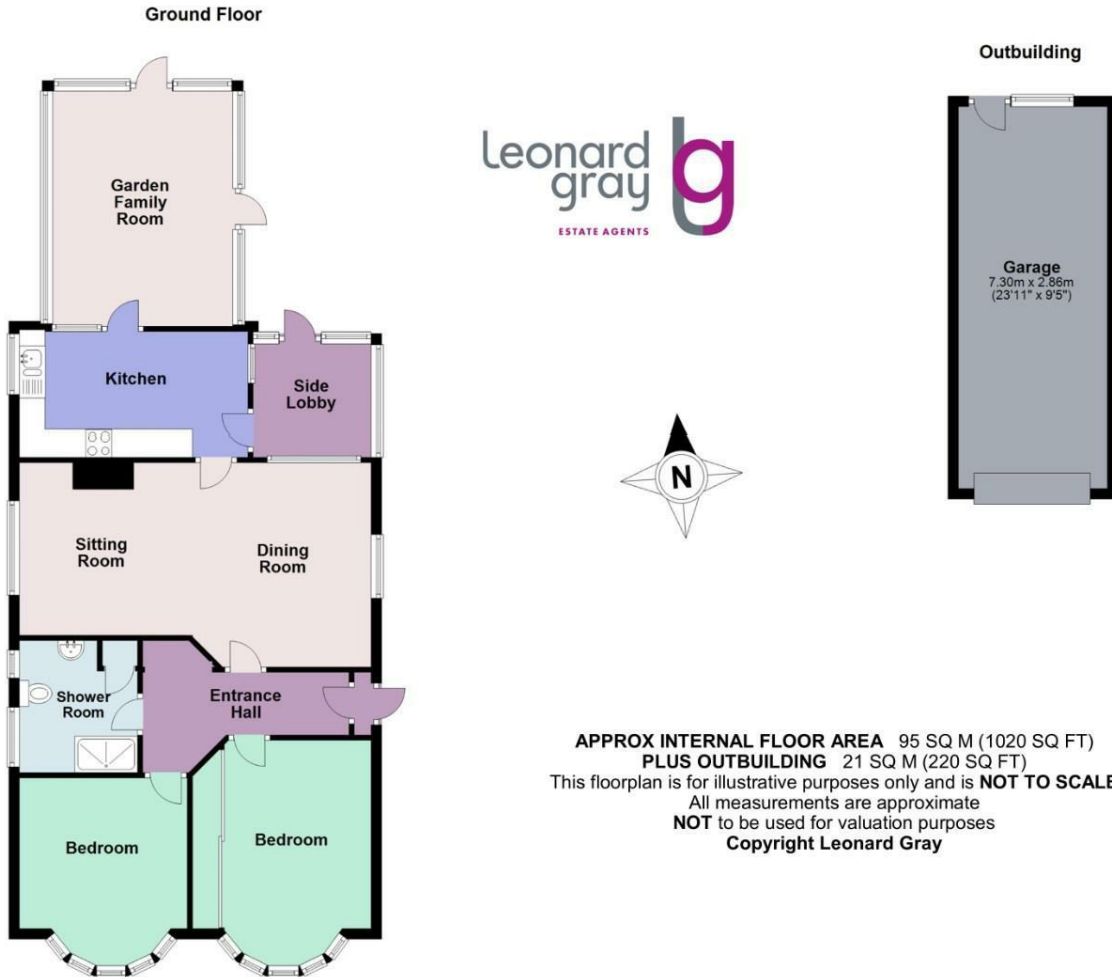 Ground Floor
Outbuilding
Leonard
gray
lg
ESTATE AGENTS
Garden
Family
Room
Garage
7.30m x 2.86m
(23'11" x 9'5")
Kitchen
Side
Lobby
N
Sitting
Room
Dining
Room
Shower
Room
Entrance
Hall
Bedroom
Bedroom
APPROX INTERNAL FLOOR AREA 95 SQ M (1020 SQ FT)
PLUS OUTBUILDING 21 SQ M (220 SQ FT)
This floorplan is for illustrative purposes only and is NOT TO SCALE
All measurements are approximate
NOT to be used for valuation purposes
Copyright Leonard Gray